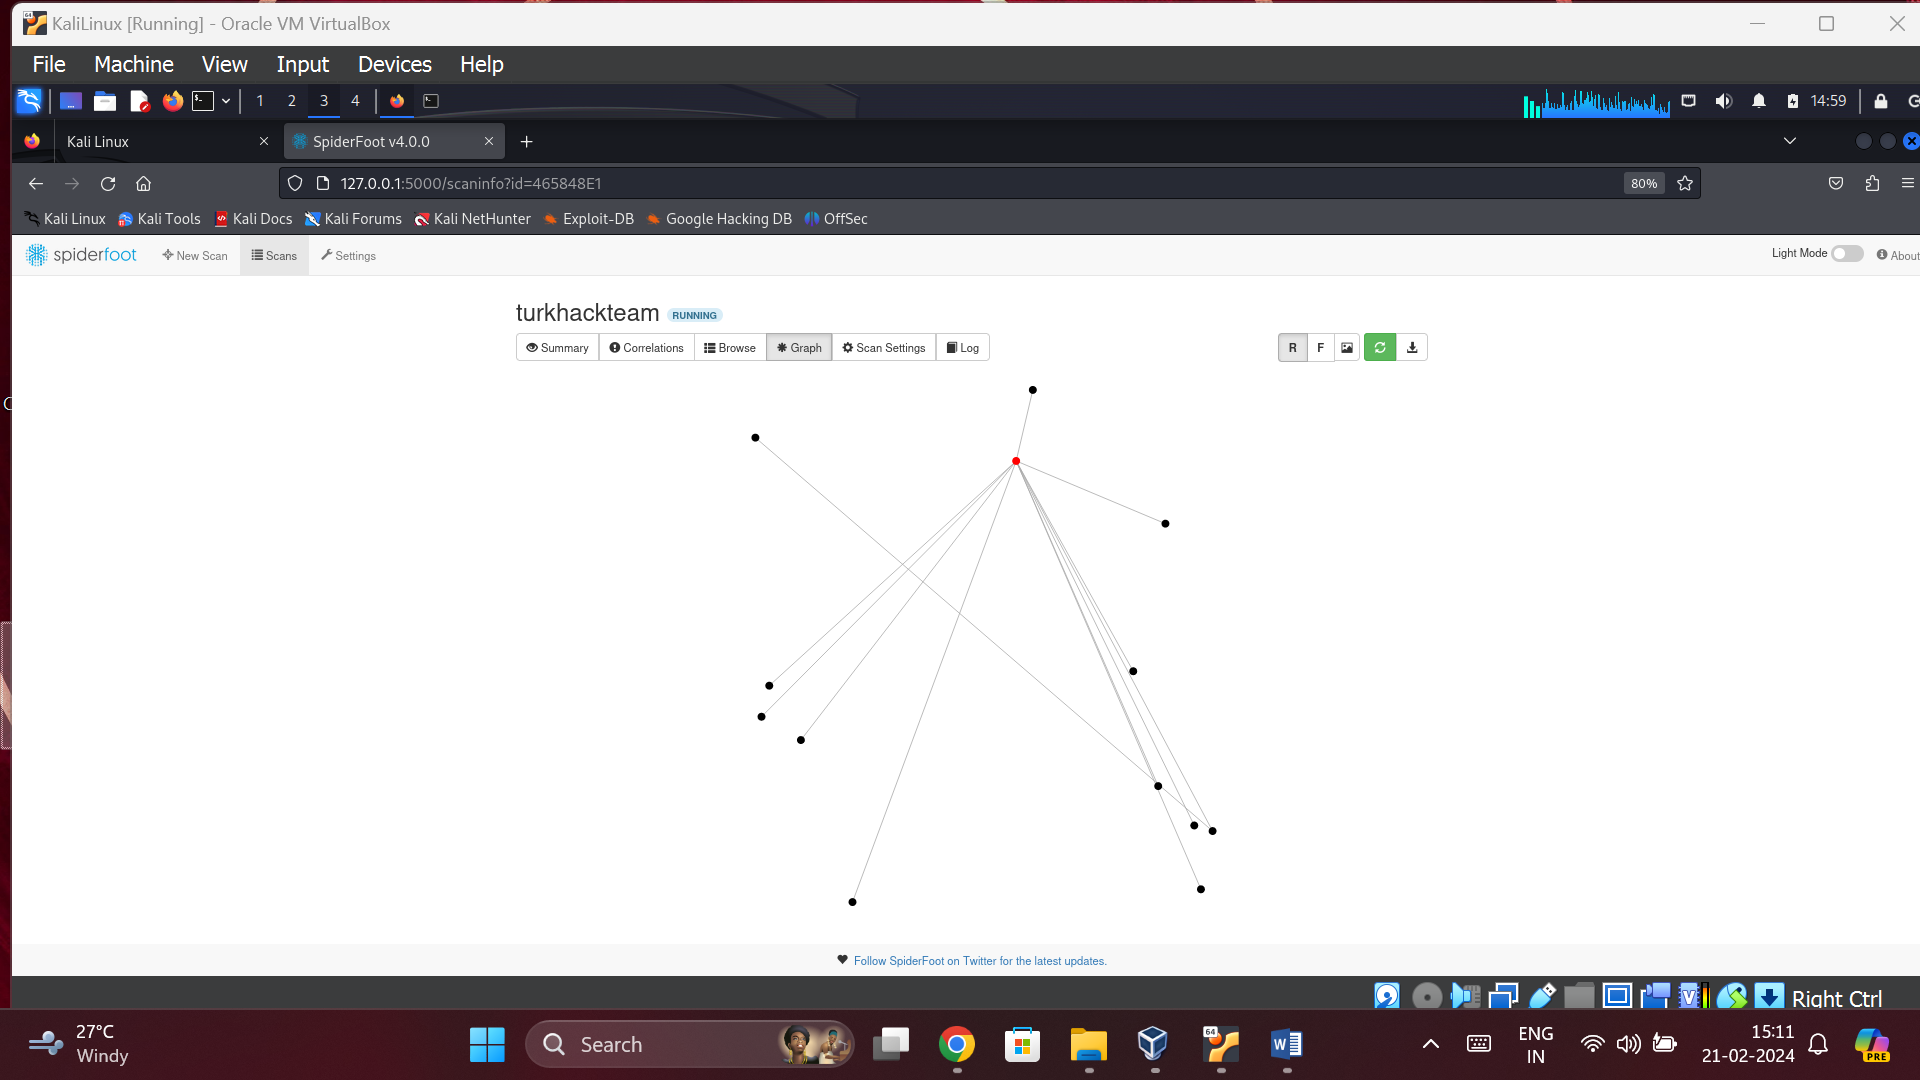 KaliLinux [Running] - Oracle VM VirtualBox
File Machine View Input Devices Help
1 2 3 4 14:59
Kali Linux SpiderFoot v4.0.0
127.0.0.1:5000/scaninfo?id=465848E1 80%
Kali Linux Kali Tools Kali Docs Kali Forums Kali NetHunter Exploit-DB Google Hacking DB OffSec
spiderfoot New Scan Scans Settings Light Mode About
turkhackteam RUNNING
Summary Correlations Browse Graph Scan Settings Log R F
Follow SpiderFoot on Twitter for the latest updates.
Right Ctrl
27°C
Windy
Search
64
ENG
IN
15:11
21-02-2024
PRE